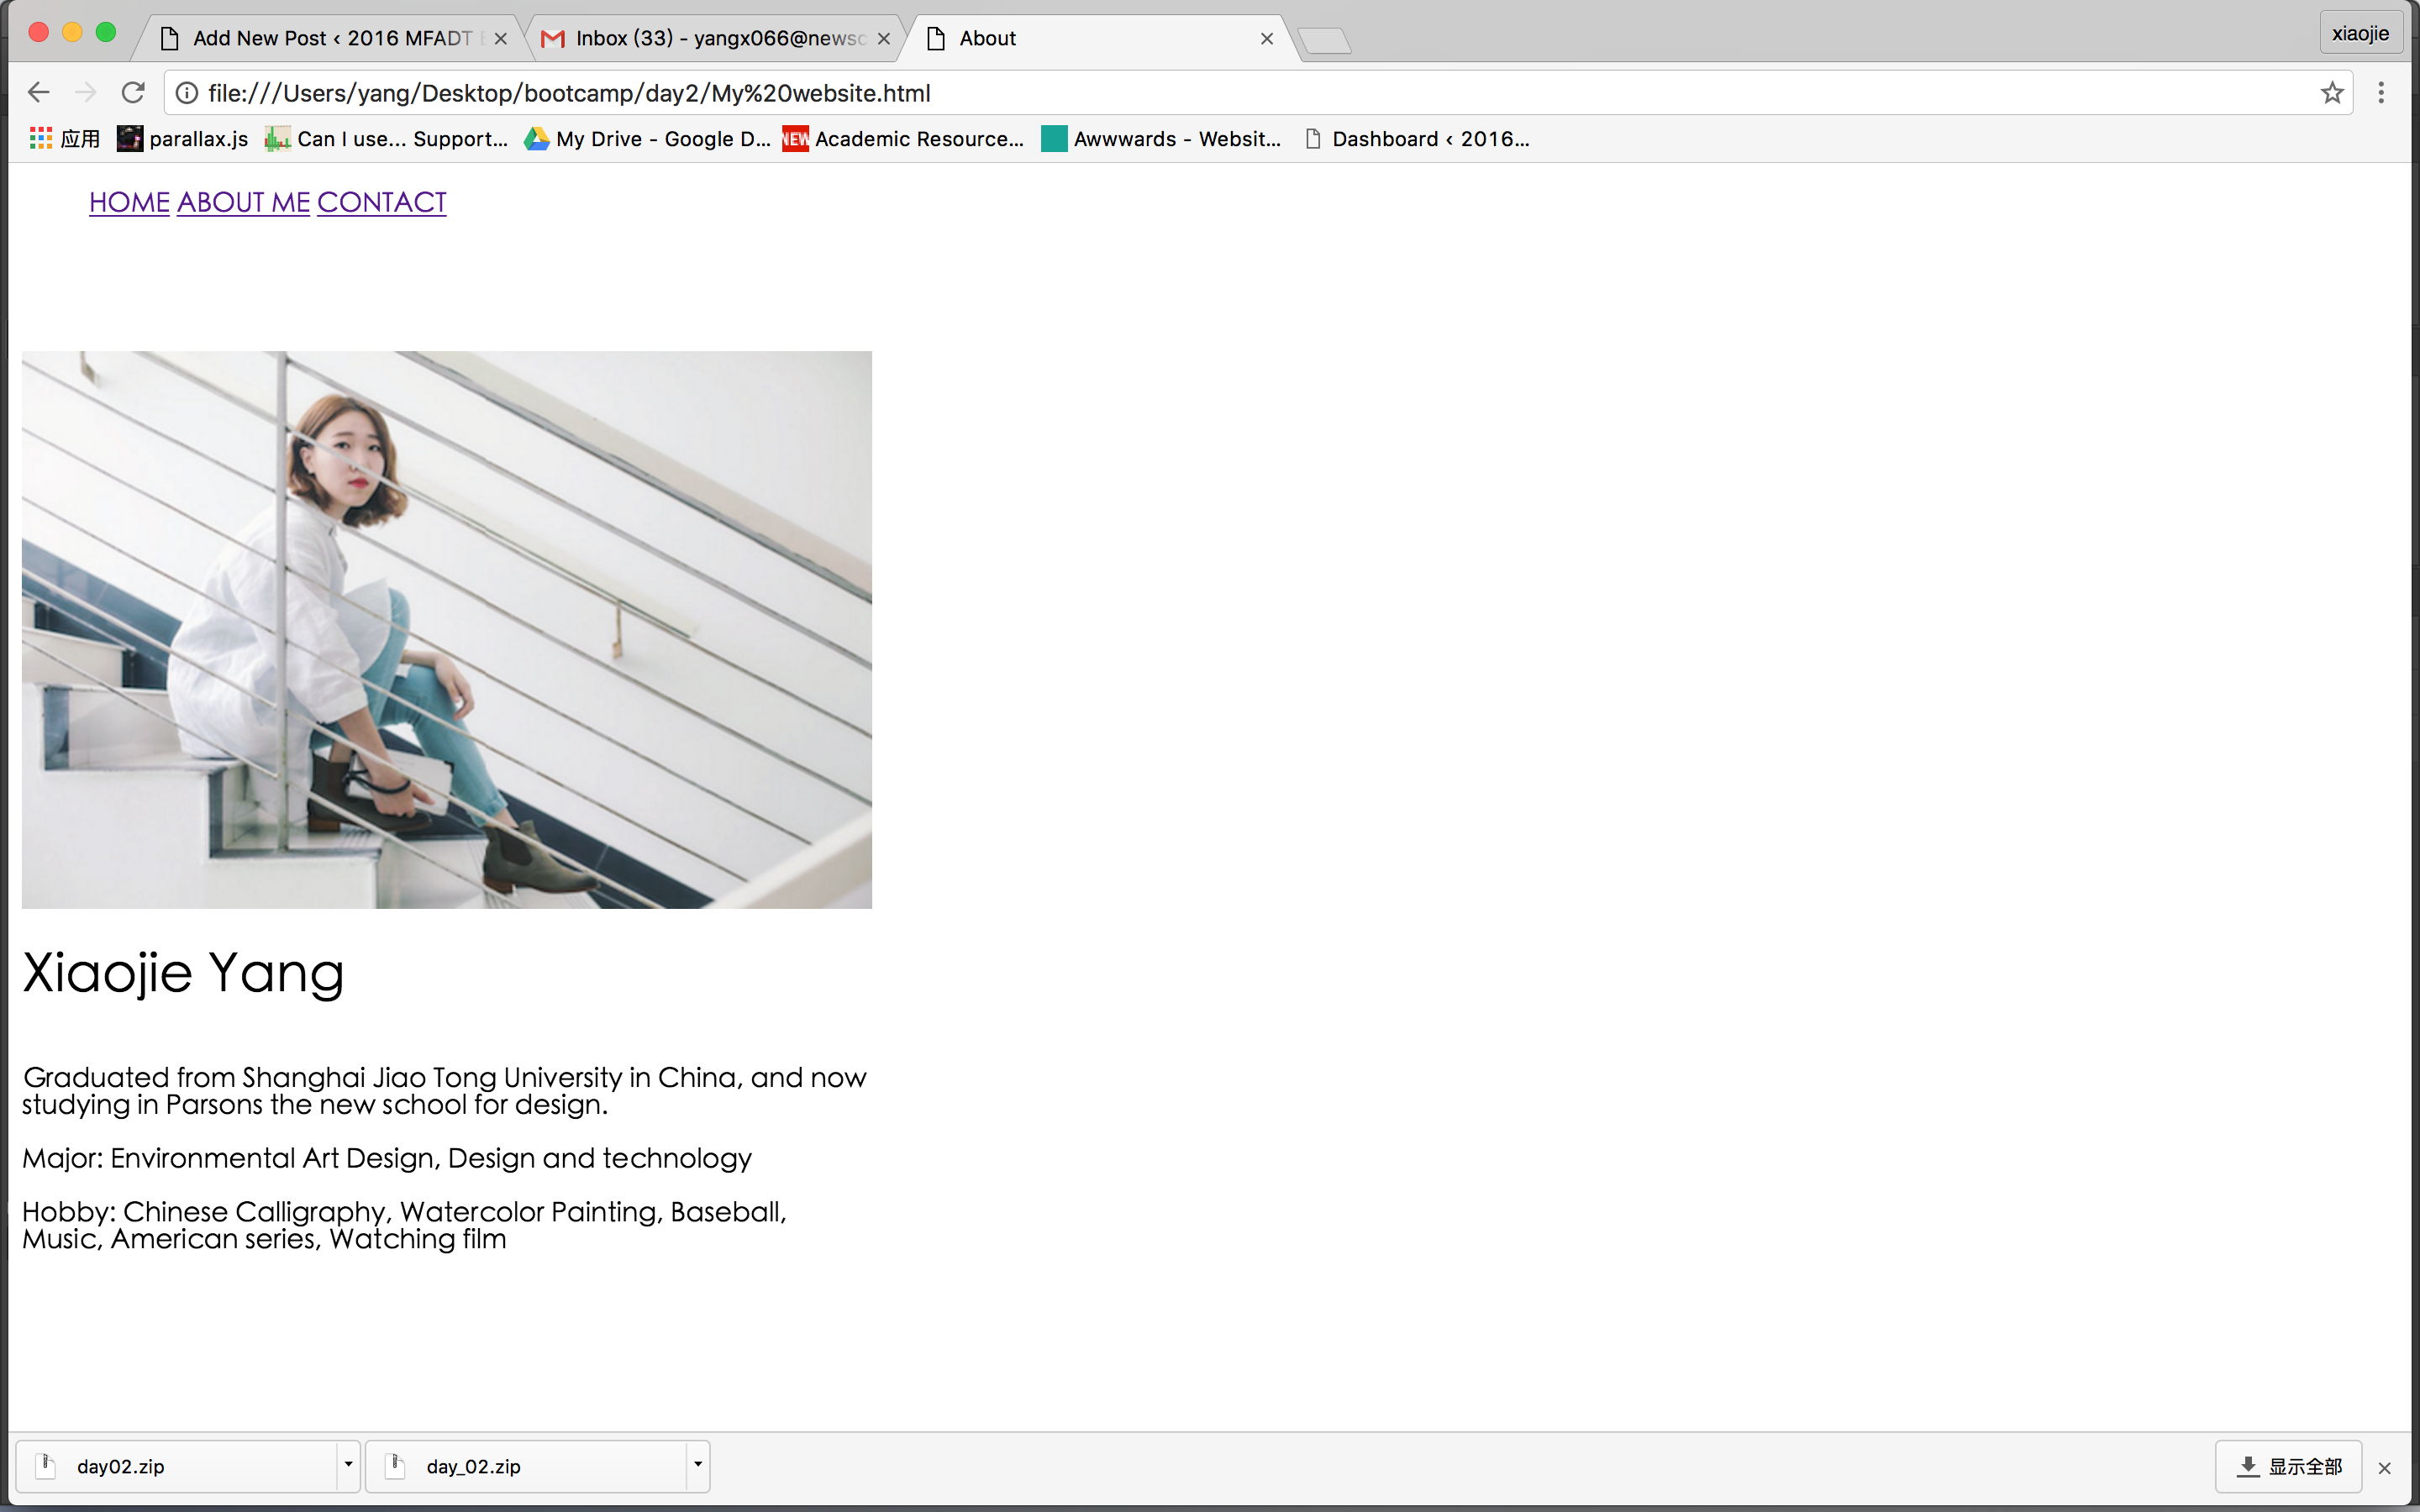 Add New Post ‹ 2016 MFADT
Inbox (33) - yangx066@newsc
About
xiaojie
file:///Users/yang/Desktop/bootcamp/day2/My%20website.html
应用
parallax.js
Can I use... Support...
My Drive - Google D...
NEW
Academic Resource...
Awwwards - Websit...
Dashboard ‹ 2016...
HOME ABOUT ME CONTACT
Xiaojie Yang
Graduated from Shanghai Jiao Tong University in China, and now
studying in Parsons the new school for design.
Major: Environmental Art Design, Design and technology
Hobby: Chinese Calligraphy, Watercolor Painting, Baseball,
Music, American series, Watching film
day02.zip
day_02.zip
显示全部